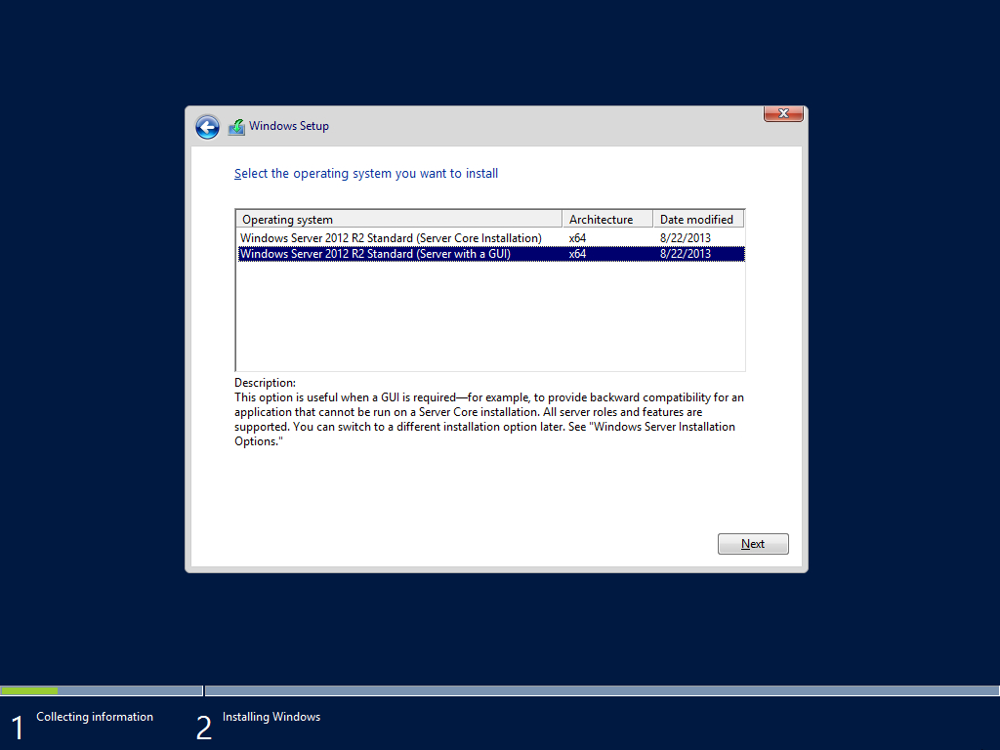 Windows Setup
Select the operating system you want to install
Operating system Architecture Date modified
Windows Server 2012 R2 Standard (Server Core Installation) x64 8/22/2013
Windows Server 2012 R2 Standard (Server with a GUI) x64 8/22/2013
Description:
This option is useful when a GUI is required—for example, to provide backward compatibility for an
application that cannot be run on a Server Core installation. All server roles and features are
supported. You can switch to a different installation option later. See "Windows Server Installation
Options."
Next
1 Collecting information 2 Installing Windows